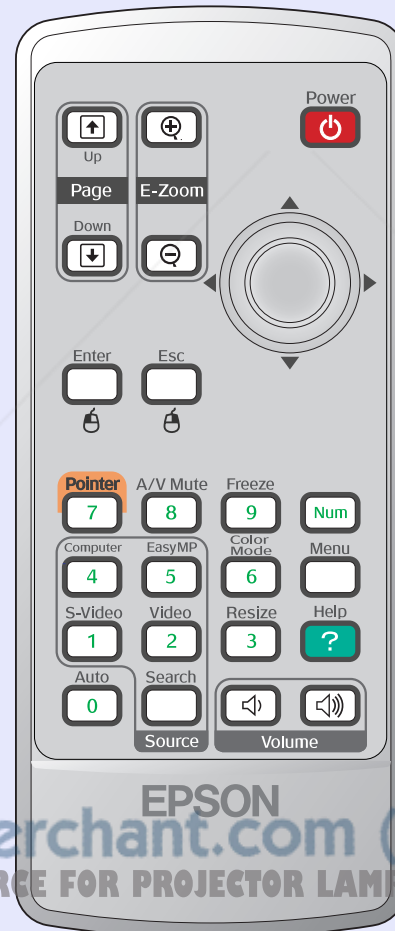 Power
Up
Page
E-Zoom
Down
Enter
Esc
Pointer
A/V Mute
Freeze
7
8
9
Num
Computer
EasyMP
Color
Mode
Menu
4
5
6
S-Video
Video
Resize
Help
1
2
3
?
Auto
Search
0
Source
Volume
EPSON
erchant.com (
RCE FOR PROJECTOR LAMP